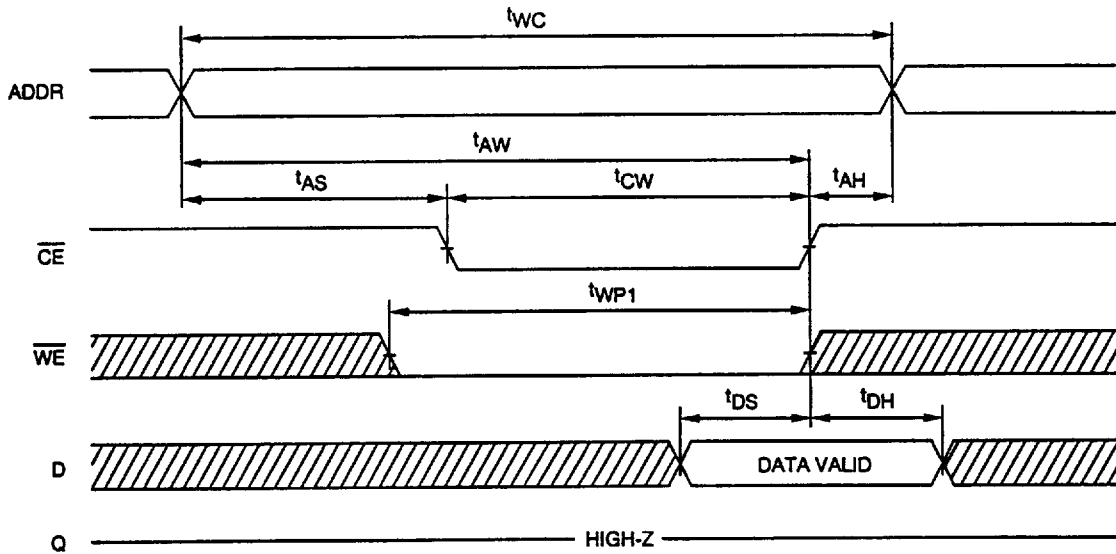 tWC
ADDR
tAW
tAS tCW tAH
CE
tWP1
WE
tDS tDH
D DATA VALID
Q HIGH-Z